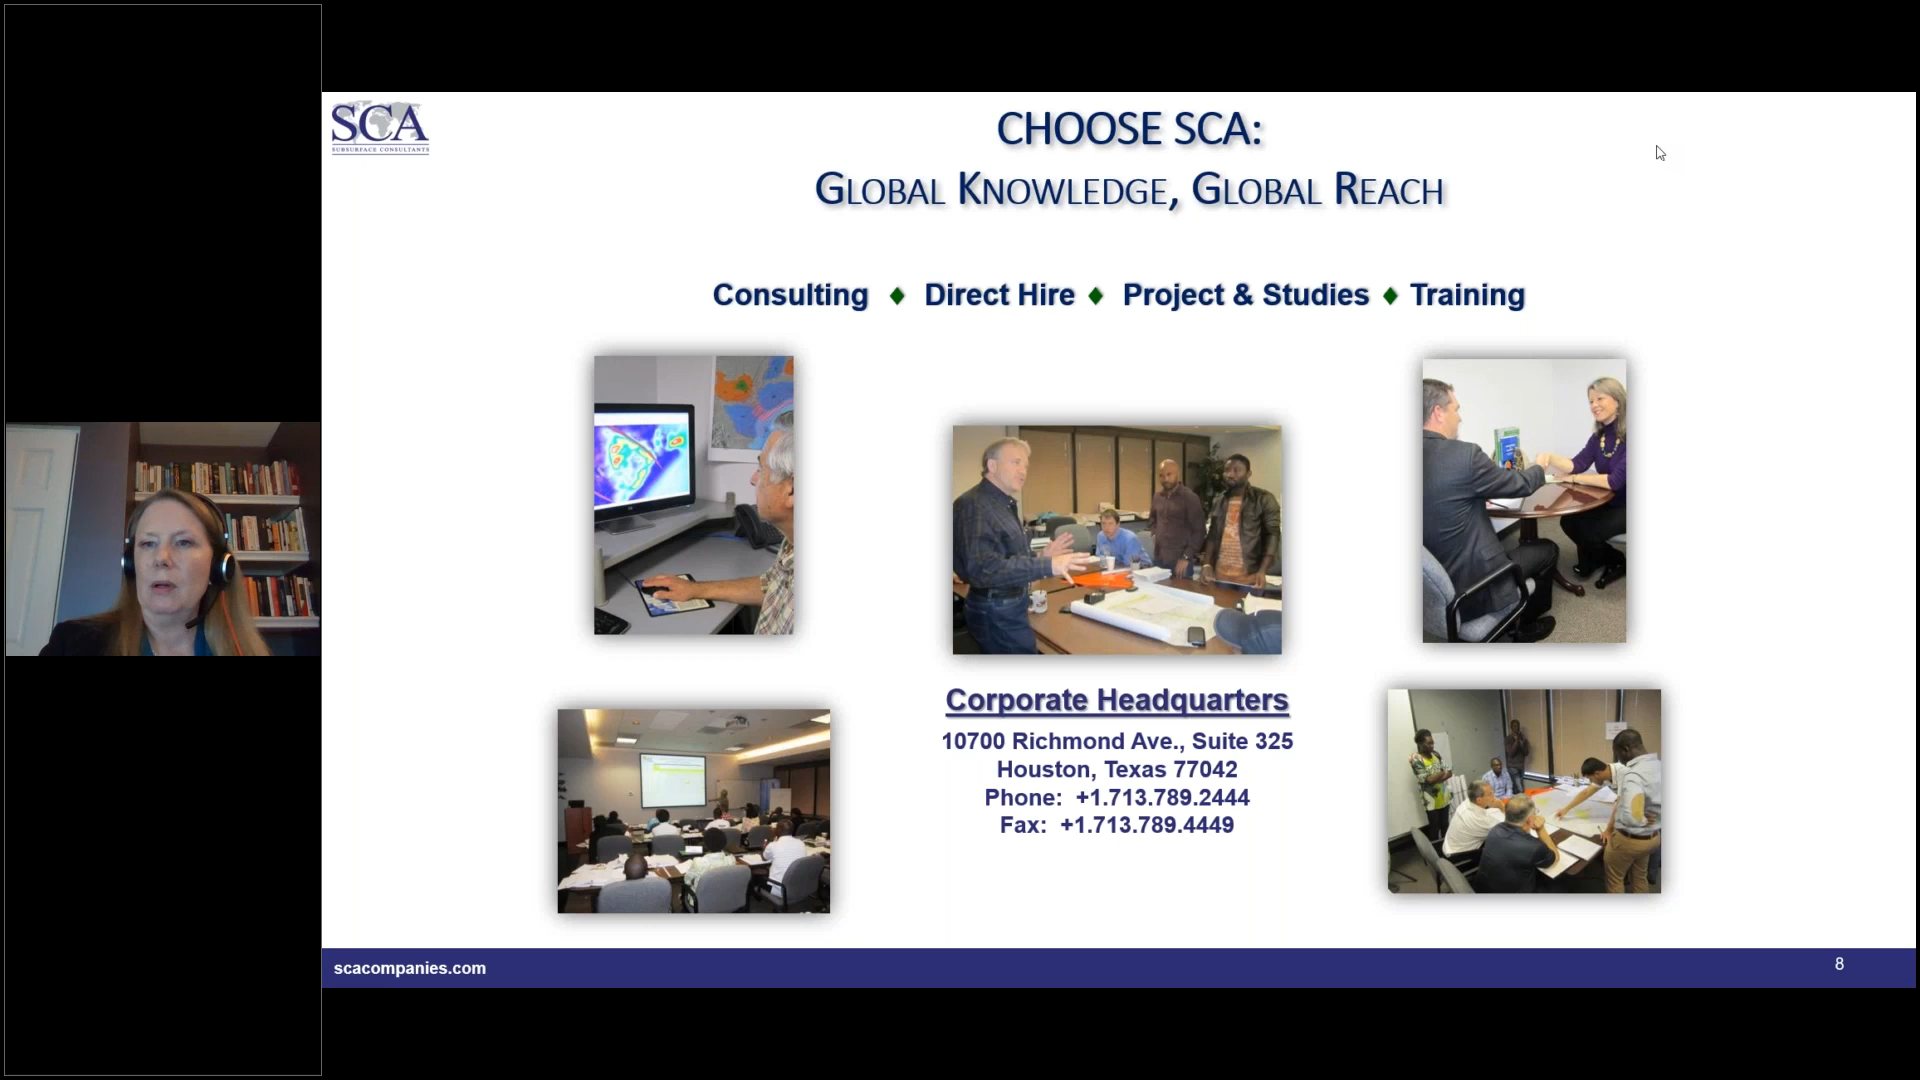 SCA
SUBSURFACE CONSULTANTS
CHOOSE SCA:
GLOBAL KNOWLEDGE, GLOBAL REACH
Consulting ♦ Direct Hire ♦ Project & Studies ♦ Training
Corporate Headquarters
10700 Richmond Ave., Suite 325
Houston, Texas 77042
Phone: +1.713.789.2444
Fax: +1.713.789.4449
scacompanies.com
8